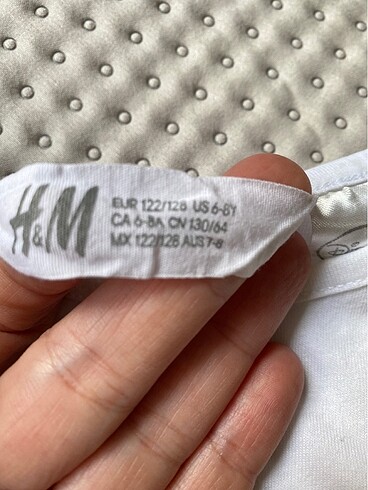 H&M
EUR 122/128 US 6-8Y
CA 6-8A CN 130/64
MX 122/128 AUS 7-8